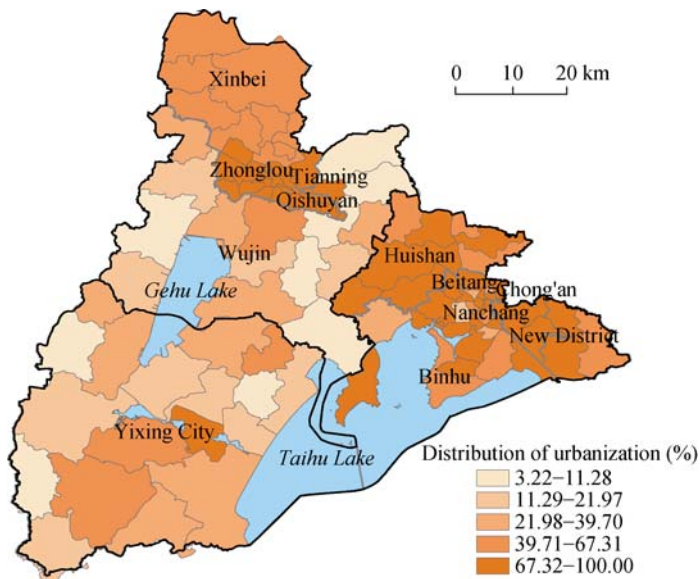 Xinbei
0 10 20 km
Zhonglou
Tianning
Qishuyan
Wujin
Huishan
Gehu Lake
Beitang
Chong'an
Nanchang
New District
Binhu
Yixing City
Taihu Lake
Distribution of urbanization (%)
3.22–11.28
11.29–21.97
21.98–39.70
39.71–67.31
67.32–100.00